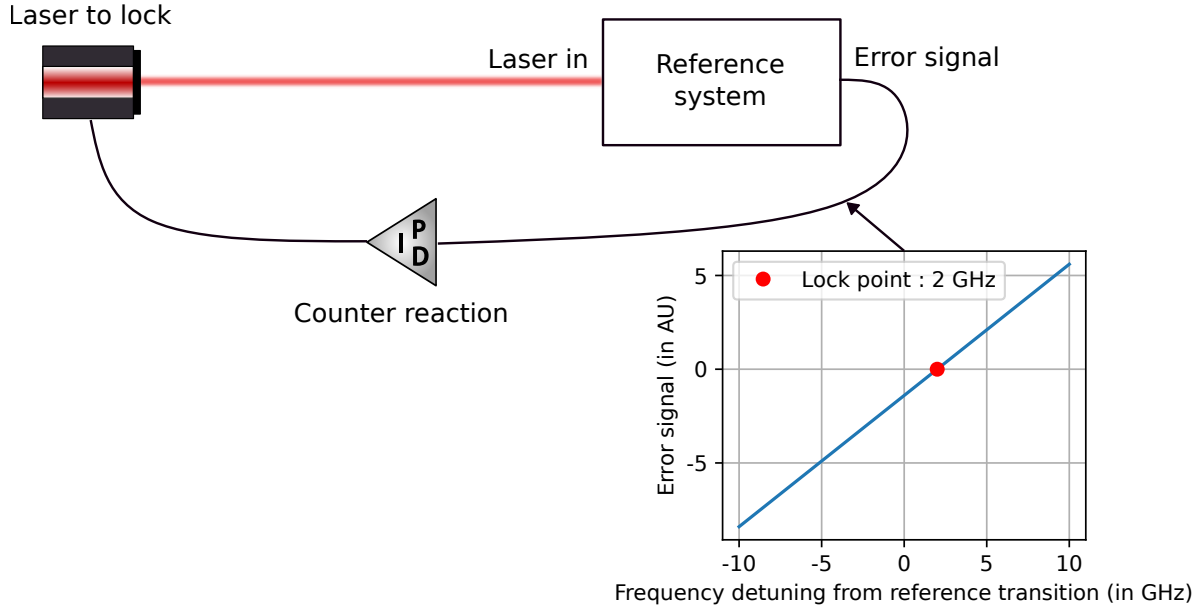 Laser to lock
Laser in
Reference
system
Error signal
P
I
D
Counter reaction
Lock point : 2 GHz
Error signal (in AU)
5
0
-5
-10 -5 0 5 10
Frequency detuning from reference transition (in GHz)